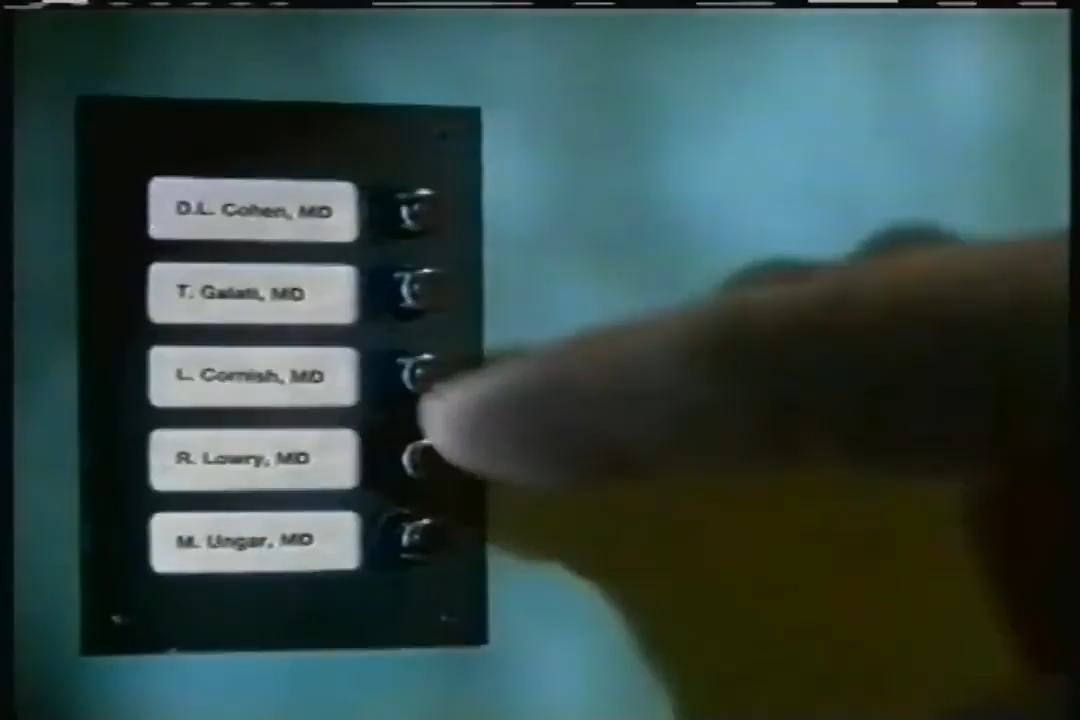 D.L. Cohen, MD
T. Galati, MD
L. Cornish, MD
R. Lowry, MD
M. Ungar, MD